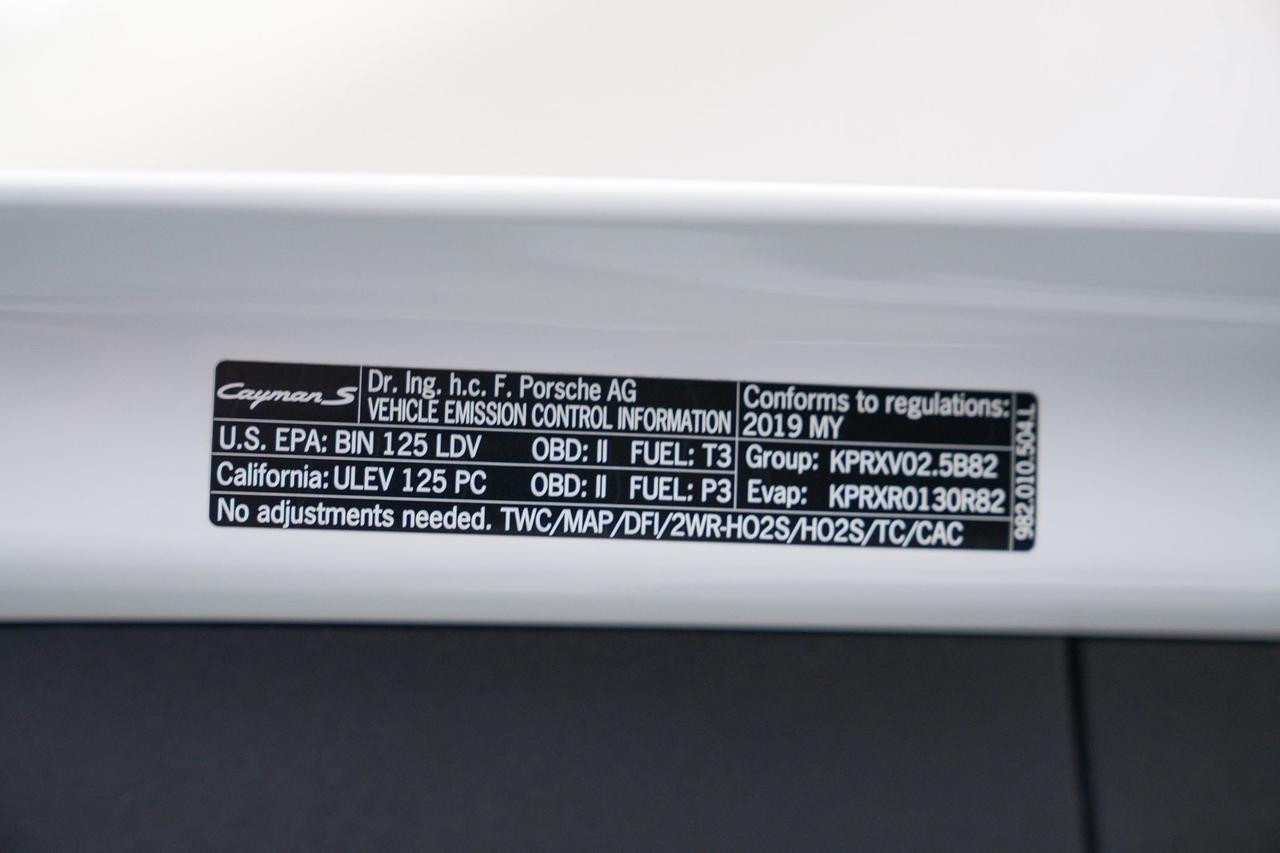 Cayman S
Dr. Ing. h.c. F. Porsche AG
VEHICLE EMISSION CONTROL INFORMATION
Conforms to regulations:
2019 MY
U.S. EPA: BIN 125 LDV OBD: II FUEL: T3
Group: KPRXV02.5B82
California: ULEV 125 PC OBD: II FUEL: P3
Evap: KPRXR0130R82
No adjustments needed. TWC/MAP/DFI/2WR-HO2S/HO2S/TC/CAC
982.010.504.T